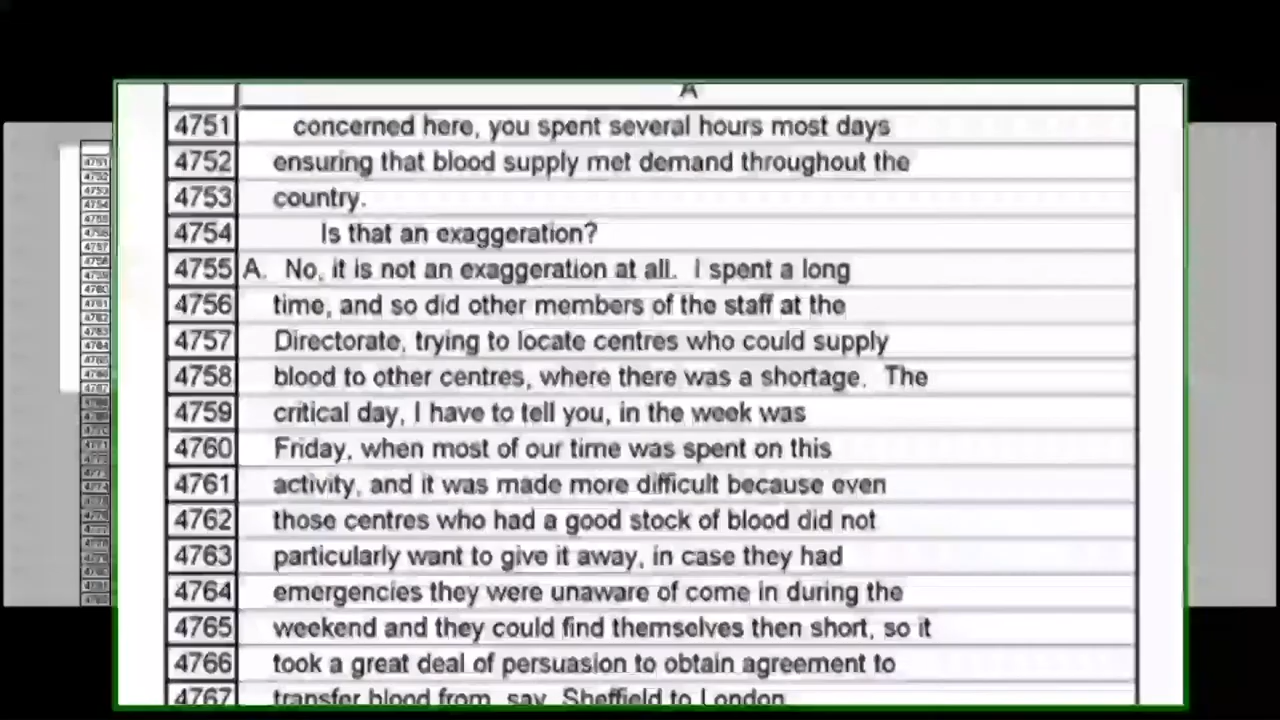 A
4751 concerned here, you spent several hours most days
4752 ensuring that blood supply met demand throughout the
4753 country.
4754 Is that an exaggeration?
4755 A. No, it is not an exaggeration at all. I spent a long
4756 time, and so did other members of the staff at the
4757 Directorate, trying to locate centres who could supply
4758 blood to other centres, where there was a shortage. The
4759 critical day, I have to tell you, in the week was
4760 Friday, when most of our time was spent on this
4761 activity, and it was made more difficult because even
4762 those centres who had a good stock of blood did not
4763 particularly want to give it away, in case they had
4764 emergencies they were unaware of come in during the
4765 weekend and they could find themselves then short, so it
4766 took a great deal of persuasion to obtain agreement to
4767 transfer blood from, say, Sheffield to London